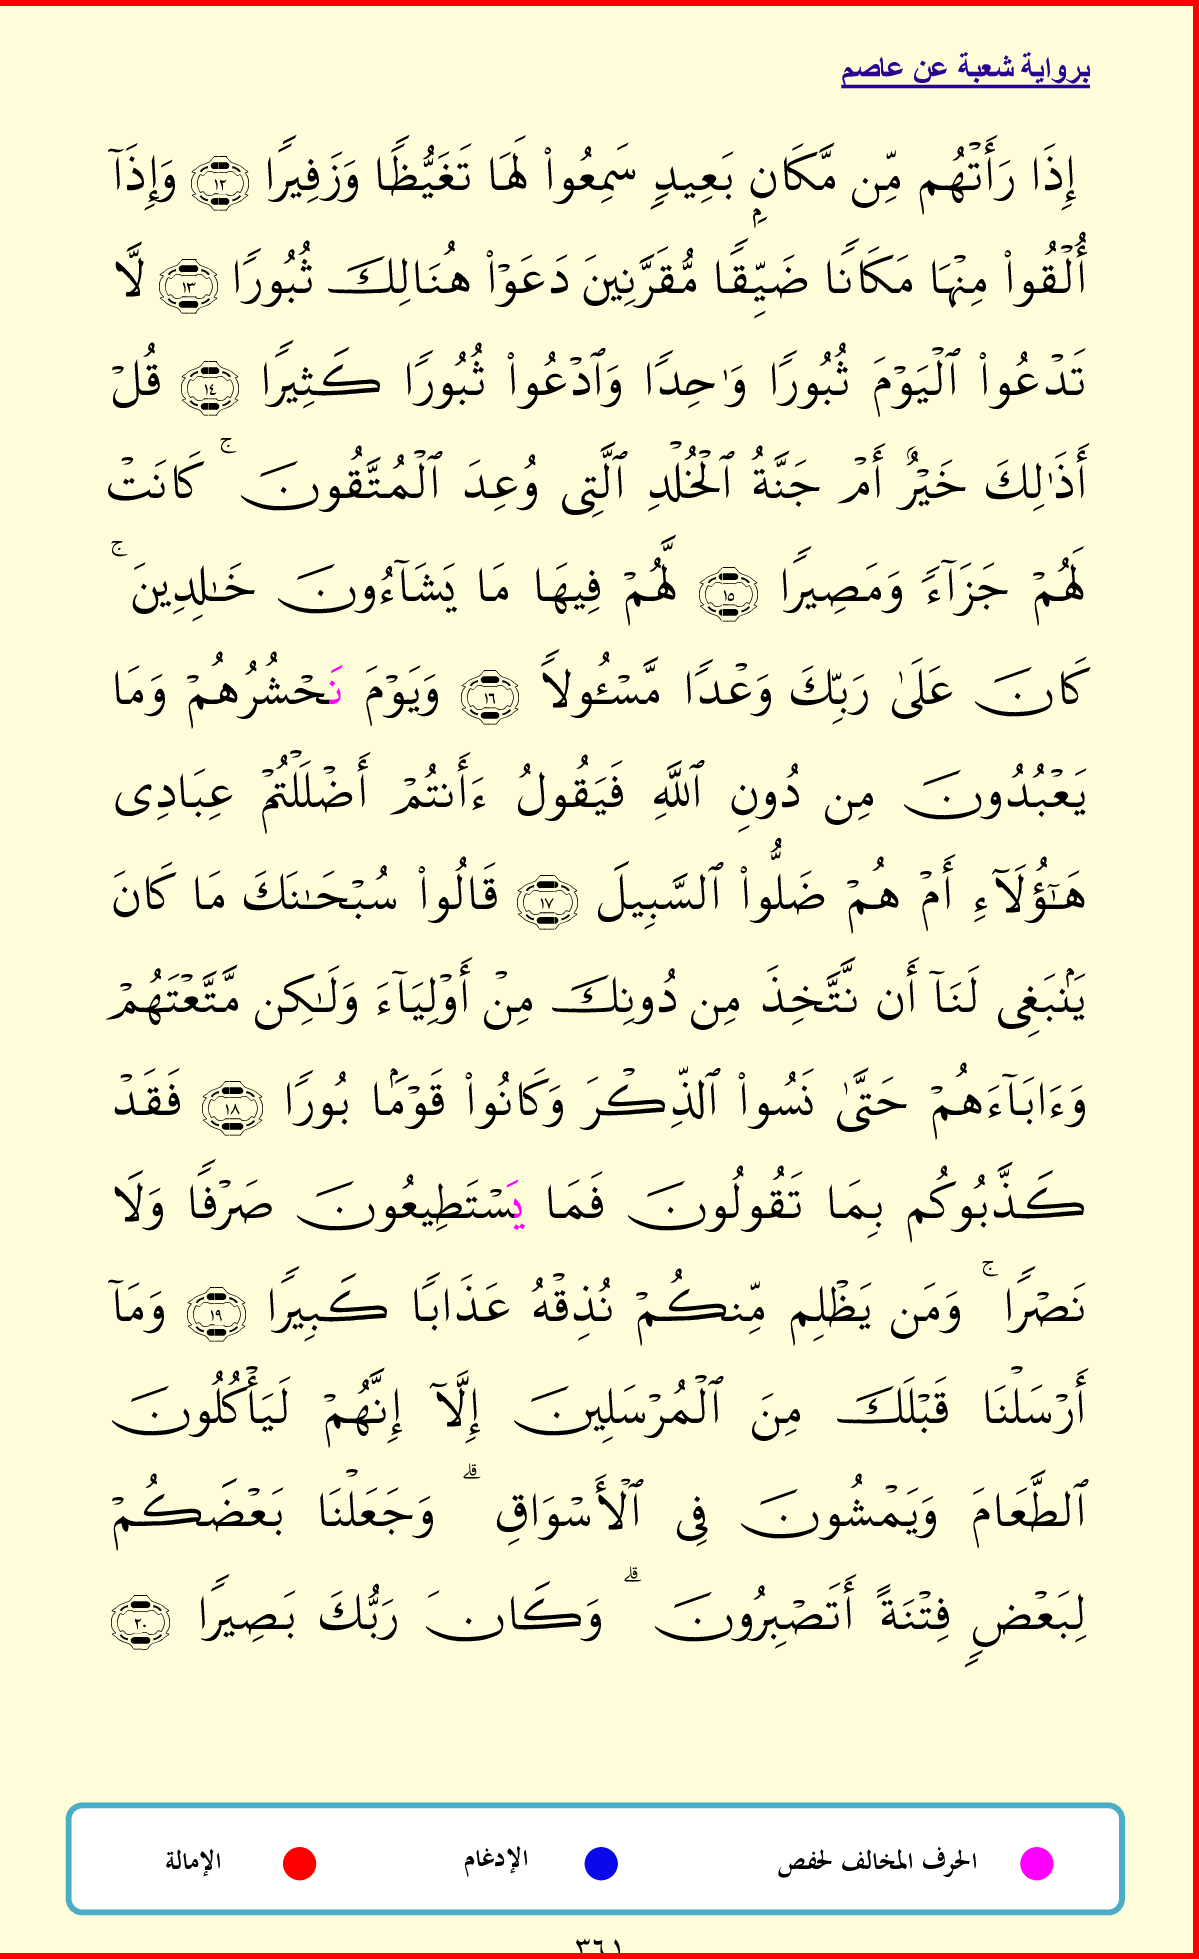 برواية شعبة عن عاصم
إِذَا رَأَتْهُم مِّن مَّكَانٍۭ بَعِيدٍ سَمِعُوا۟ لَهَا تَغَيُّظًا وَزَفِيرًا ١٢ وَإِذَآ
أُلْقُوا۟ مِنْهَا مَكَانًا ضَيِّقًا مُّقَرَّنِينَ دَعَوْا۟ هُنَالِكَ ثُبُورًا ١٣ لَّا
تَدْعُوا۟ ٱلْيَوْمَ ثُبُورًا وَٰحِدًا وَٱدْعُوا۟ ثُبُورًا كَثِيرًا ١٤ قُلْ
أَذَٰلِكَ خَيْرٌ أَمْ جَنَّةُ ٱلْخُلْدِ ٱلَّتِى وُعِدَ ٱلْمُتَّقُونَ ۚ كَانَتْ
لَهُمْ جَزَآءً وَمَصِيرًا ١٥ لَّهُمْ فِيهَا مَا يَشَآءُونَ خَـٰلِدِينَ ۚ
كَانَ عَلَىٰ رَبِّكَ وَعْدًا مَّسْـُٔولًا ١٦ وَيَوْمَ نَحْشُرُهُمْ وَمَا
يَعْبُدُونَ مِن دُونِ ٱللَّهِ فَيَقُولُ ءَأَنتُمْ أَضْلَلْتُمْ عِبَادِى
هَـٰٓؤُلَآءِ أَمْ هُمْ ضَلُّوا۟ ٱلسَّبِيلَ ١٧ قَالُوا۟ سُبْحَـٰنَكَ مَا كَانَ
يَنۢبَغِى لَنَآ أَن نَّتَّخِذَ مِن دُونِكَ مِنْ أَوْلِيَآءَ وَلَـٰكِن مَّتَّعْتَهُمْ
وَءَابَآءَهُمْ حَتَّىٰ نَسُوا۟ ٱلذِّكْرَ وَكَانُوا۟ قَوْمًۢا بُورًا ١٨ فَقَدْ
كَذَّبُوكُم بِمَا تَقُولُونَ فَمَا يَسْتَطِيعُونَ صَرْفًا وَلَا
نَصْرًا ۚ وَمَن يَظْلِم مِّنكُمْ نُذِقْهُ عَذَابًا كَبِيرًا ١٩ وَمَآ
أَرْسَلْنَا قَبْلَكَ مِنَ ٱلْمُرْسَلِينَ إِلَّآ إِنَّهُمْ لَيَأْكُلُونَ
ٱلطَّعَامَ وَيَمْشُونَ فِى ٱلْأَسْوَاقِ ۗ وَجَعَلْنَا بَعْضَكُمْ
لِبَعْضٍ فِتْنَةً أَتَصْبِرُونَ ۗ وَكَانَ رَبُّكَ بَصِيرًا ٢٠
الحرف المخالف لحفص الإدغام الإمالة
٣٦١